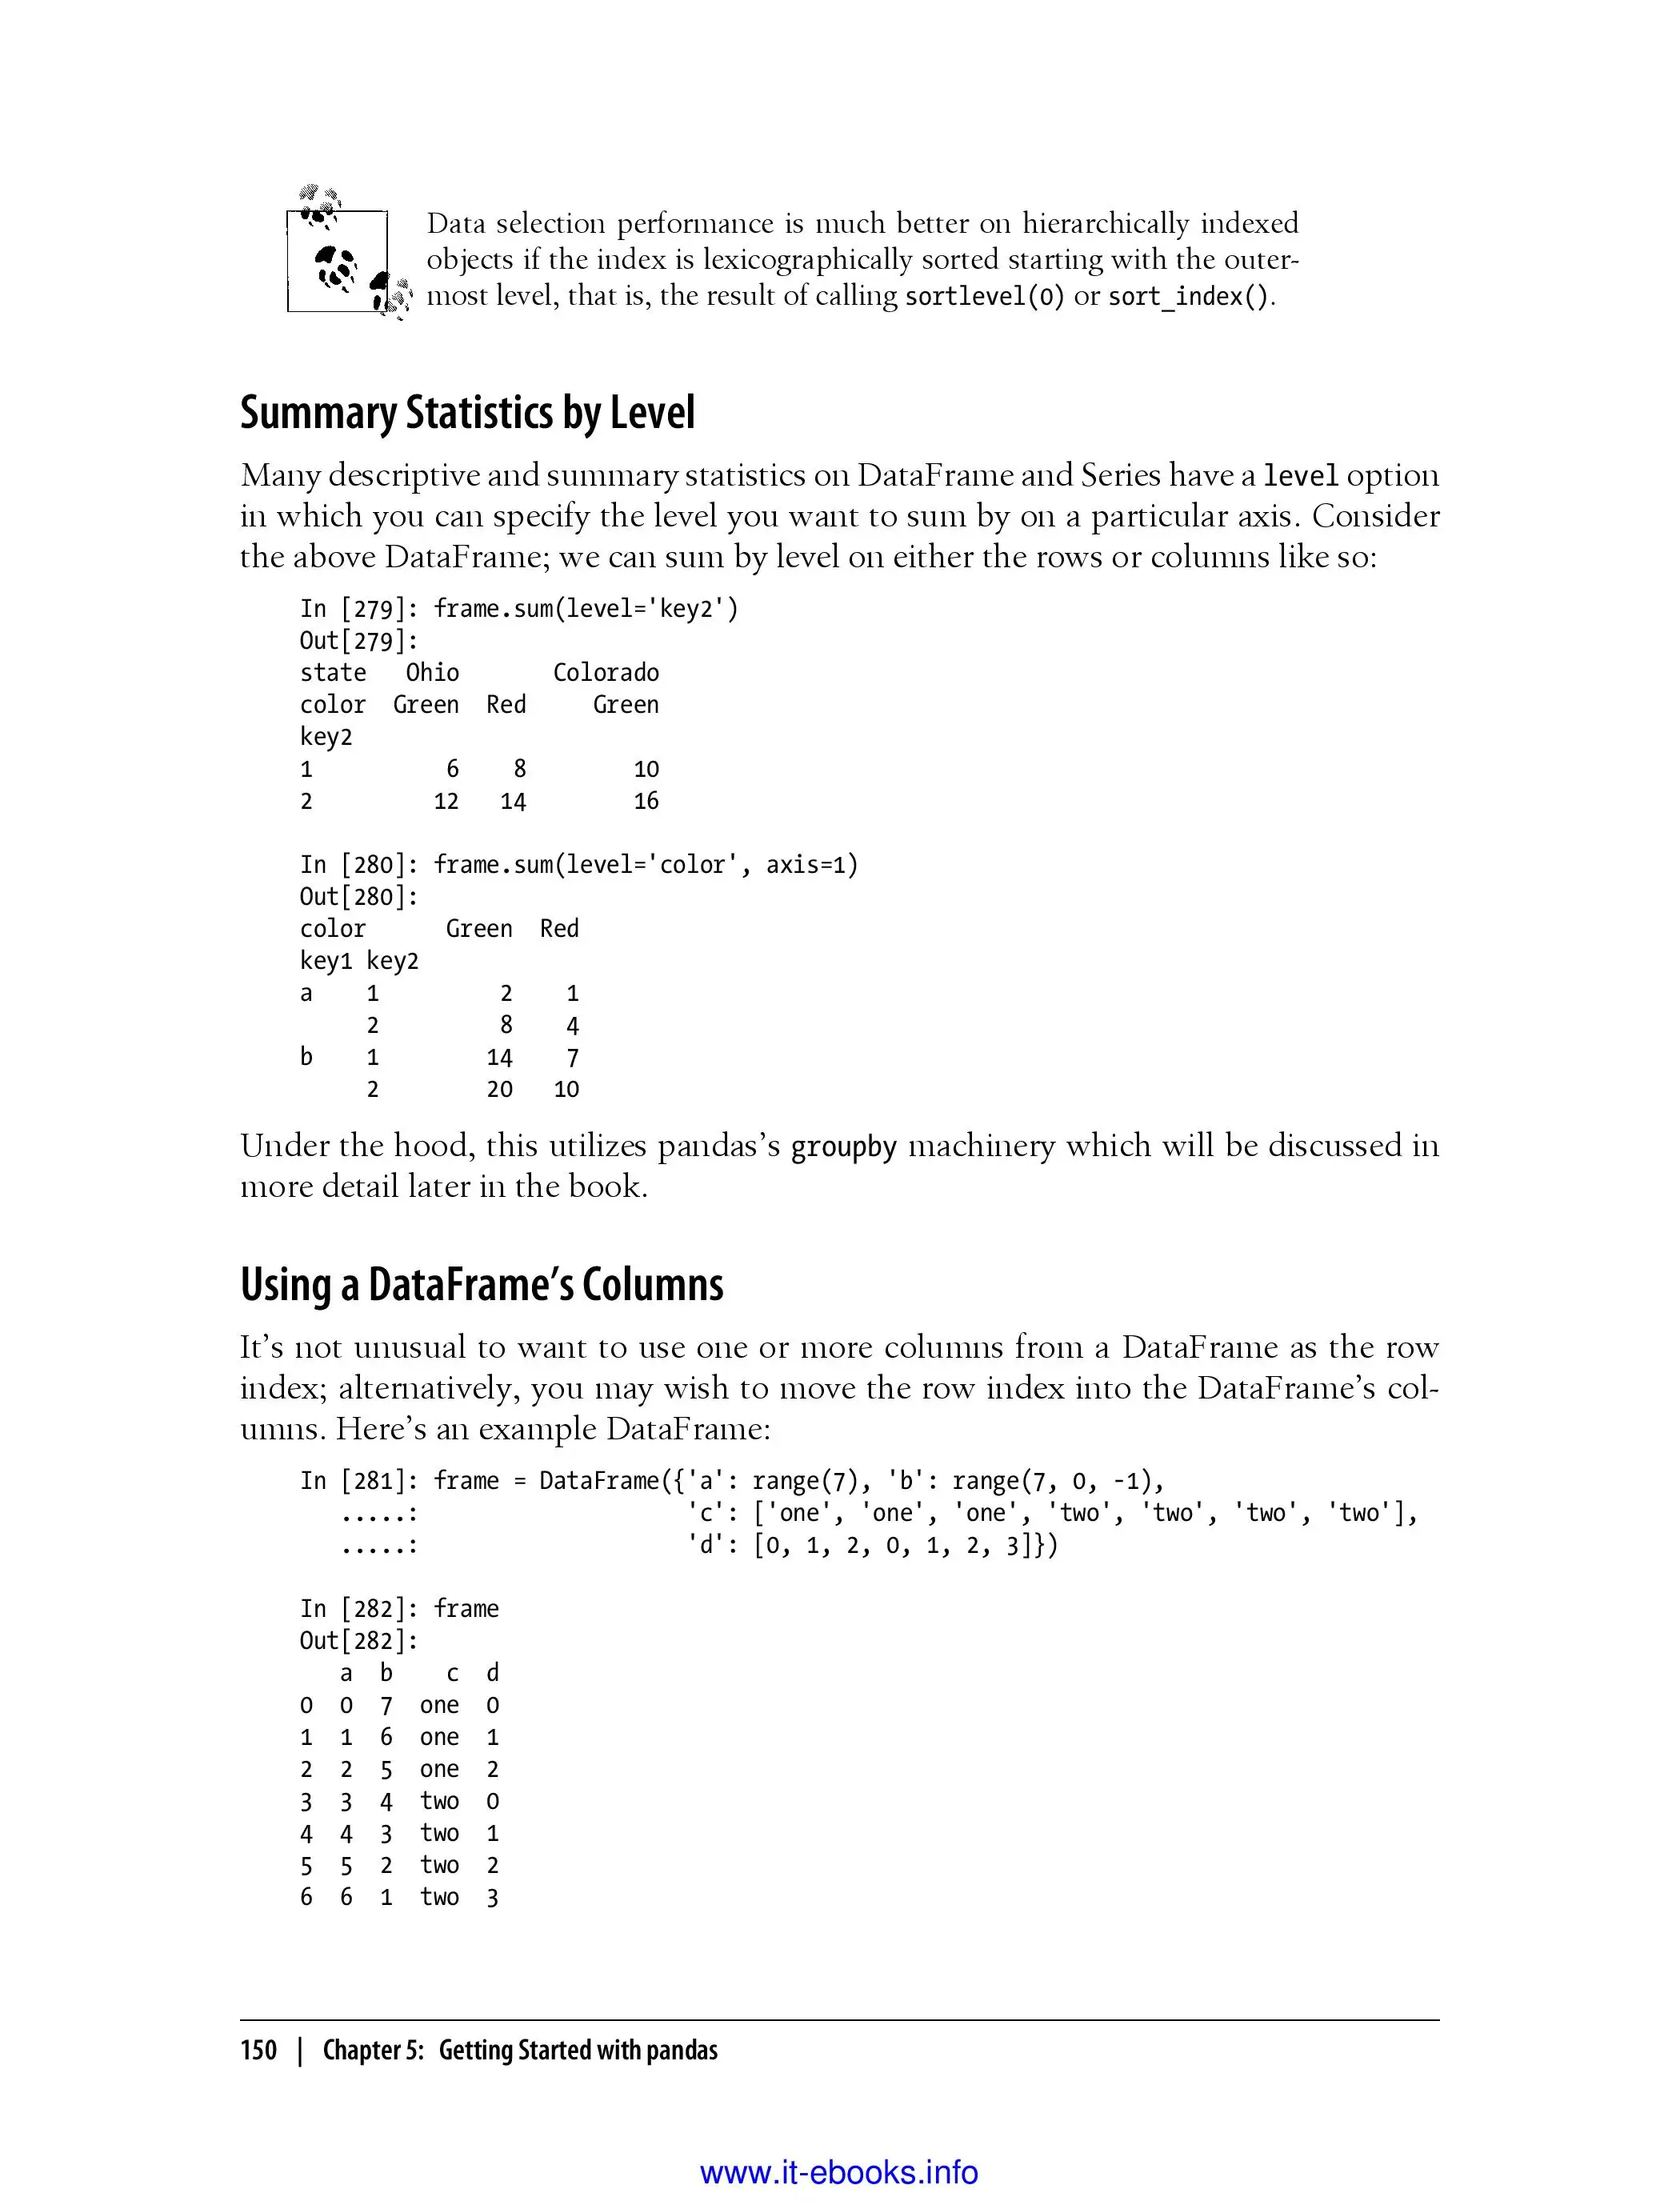 Data selection performance is much better on hierarchically indexed
objects if the index is lexicographically sorted starting with the outer-
most level, that is, the result of calling sortlevel(0) or sort_index().
Summary Statistics by Level
Many descriptive and summary statistics on DataFrame and Series have a level option
in which you can specify the level you want to sum by on a particular axis. Consider
the above DataFrame; we can sum by level on either the rows or columns like so:
In [279]: frame.sum(level='key2')
Out[279]:
state   Ohio       Colorado
color  Green  Red     Green
key2
1          6    8        10
2         12   14        16
In [280]: frame.sum(level='color', axis=1)
Out[280]:
color      Green  Red
key1 key2
a    1         2    1
     2         8    4
b    1        14    7
     2        20   10
Under the hood, this utilizes pandas’s groupby machinery which will be discussed in
more detail later in the book.
Using a DataFrame’s Columns
It’s not unusual to want to use one or more columns from a DataFrame as the row
index; alternatively, you may wish to move the row index into the DataFrame’s col-
umns. Here’s an example DataFrame:
In [281]: frame = DataFrame({'a': range(7), 'b': range(7, 0, -1),
   .....:                    'c': ['one', 'one', 'one', 'two', 'two', 'two', 'two'],
   .....:                    'd': [0, 1, 2, 0, 1, 2, 3]})
In [282]: frame
Out[282]:
   a  b    c  d
0  0  7  one  0
1  1  6  one  1
2  2  5  one  2
3  3  4  two  0
4  4  3  two  1
5  5  2  two  2
6  6  1  two  3
150 | Chapter 5: Getting Started with pandas
www.it-ebooks.info